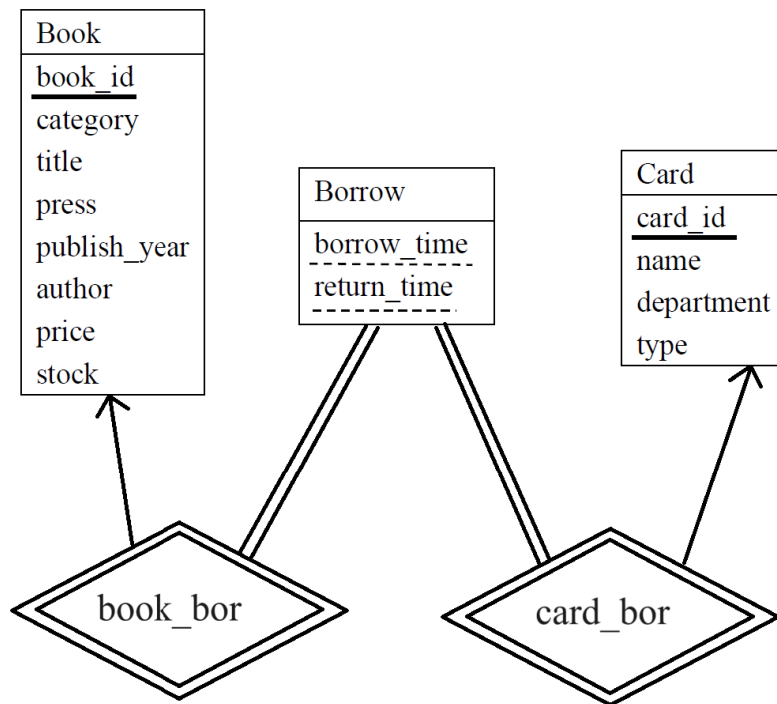 Book
book_id
category
title
press
publish_year
author
price
stock
Borrow
borrow_time
return_time
Card
card_id
name
department
type
book_bor
card_bor